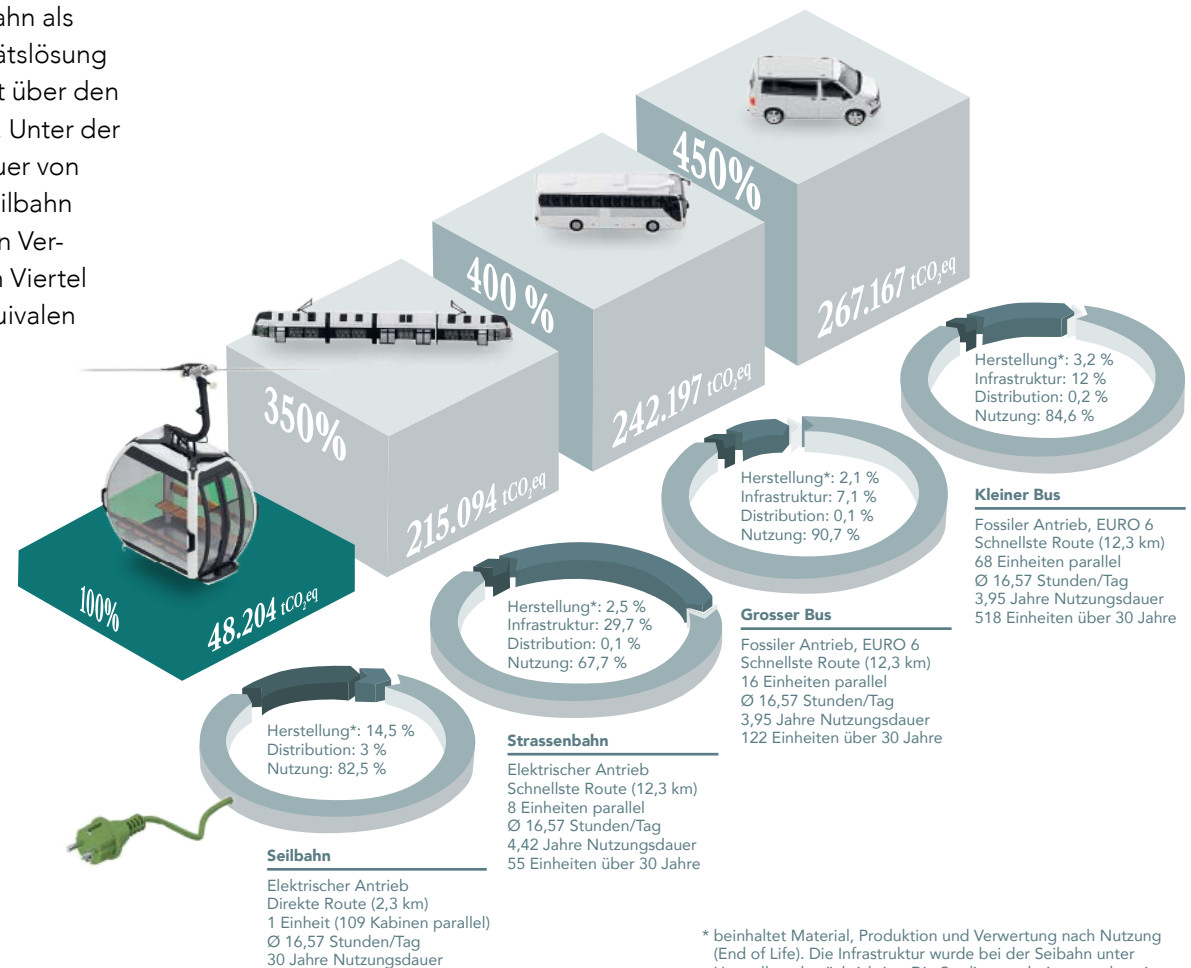 ahn als
ätslösung
t über den
. Unter der
uer von
eilbahn
n Ver-
n Viertel
uivalen
450%
267.167 tCO₂eq
400 %
242.197 tCO₂eq
350%
215.094 tCO₂eq
100%
48.204 tCO₂eq
Herstellung*: 3,2 %
Infrastruktur: 12 %
Distribution: 0,2 %
Nutzung: 84,6 %
Kleiner Bus
Fossiler Antrieb, EURO 6
Schnellste Route (12,3 km)
68 Einheiten parallel
Ø 16,57 Stunden/Tag
3,95 Jahre Nutzungsdauer
518 Einheiten über 30 Jahre
Herstellung*: 2,1 %
Infrastruktur: 7,1 %
Distribution: 0,1 %
Nutzung: 90,7 %
Grosser Bus
Fossiler Antrieb, EURO 6
Schnellste Route (12,3 km)
16 Einheiten parallel
Ø 16,57 Stunden/Tag
3,95 Jahre Nutzungsdauer
122 Einheiten über 30 Jahre
Herstellung*: 2,5 %
Infrastruktur: 29,7 %
Distribution: 0,1 %
Nutzung: 67,7 %
Strassenbahn
Elektrischer Antrieb
Schnellste Route (12,3 km)
8 Einheiten parallel
Ø 16,57 Stunden/Tag
4,42 Jahre Nutzungsdauer
55 Einheiten über 30 Jahre
Herstellung*: 14,5 %
Distribution: 3 %
Nutzung: 82,5 %
Seilbahn
Elektrischer Antrieb
Direkte Route (2,3 km)
1 Einheit (109 Kabinen parallel)
Ø 16,57 Stunden/Tag
30 Jahre Nutzungsdauer
* beinhaltet Material, Produktion und Verwertung nach Nutzung
(End of Life). Die Infrastruktur wurde bei der Seibahn unter